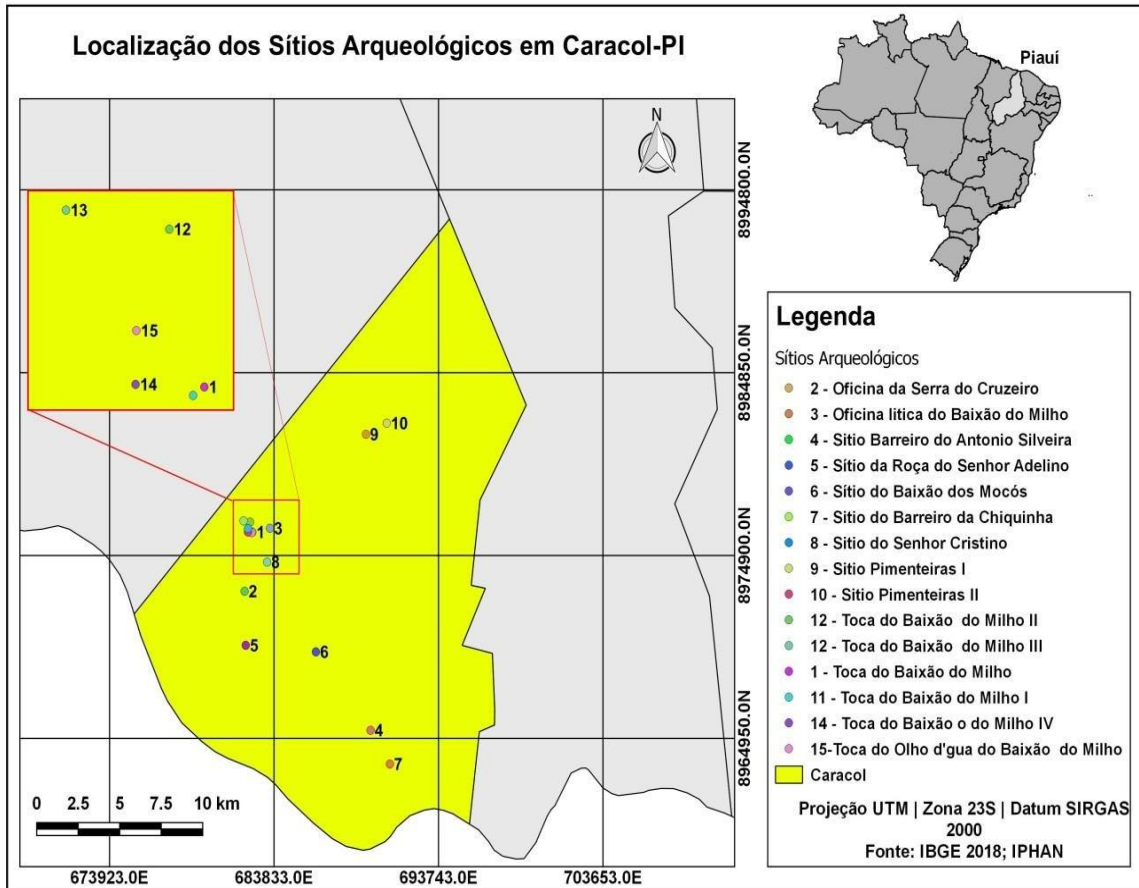 Localização dos Sítios Arqueológicos em Caracol-PI
Piauí
N
13
12
15
14
1
10
9
3
1
8
2
5
6
4
7
8994800.0N
8984850.0N
8974900.0N
8964950.0N
0 2.5 5 7.5 10 km
673923.0E 683833.0E 693743.0E 703653.0E
Legenda
Sítios Arqueológicos
2 - Oficina da Serra do Cruzeiro
3 - Oficina lítica do Baixão do Milho
4 - Sitio Barreiro do Antonio Silveira
5 - Sítio da Roça do Senhor Adelino
6 - Sítio do Baixão dos Mocós
7 - Sitio do Barreiro da Chiquinha
8 - Sitio do Senhor Cristino
9 - Sitio Pimenteiras I
10 - Sitio Pimenteiras II
12 - Toca do Baixão do Milho II
12 - Toca do Baixão do Milho III
1 - Toca do Baixão do Milho
11 - Toca do Baixão do Milho I
14 - Toca do Baixão o do Milho IV
15-Toca do Olho d'gua do Baixão do Milho
Caracol
Projeção UTM | Zona 23S | Datum SIRGAS
2000
Fonte: IBGE 2018; IPHAN